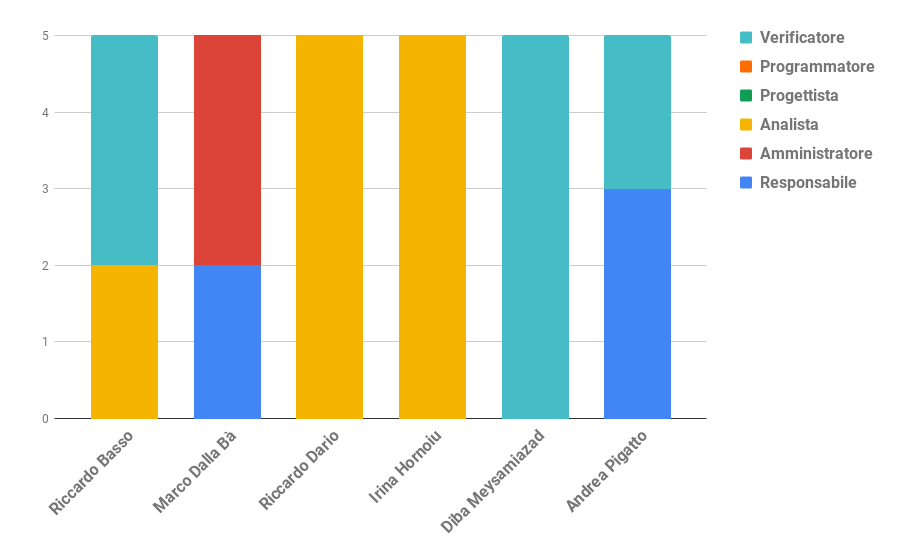 5
4
3
2
1
0
Riccardo Basso
Marco Dalla Bà
Riccardo Dario
Irina Hornoiu
Diba Meysamiazad
Andrea Pigatto
Verificatore
Programmatore
Progettista
Analista
Amministratore
Responsabile